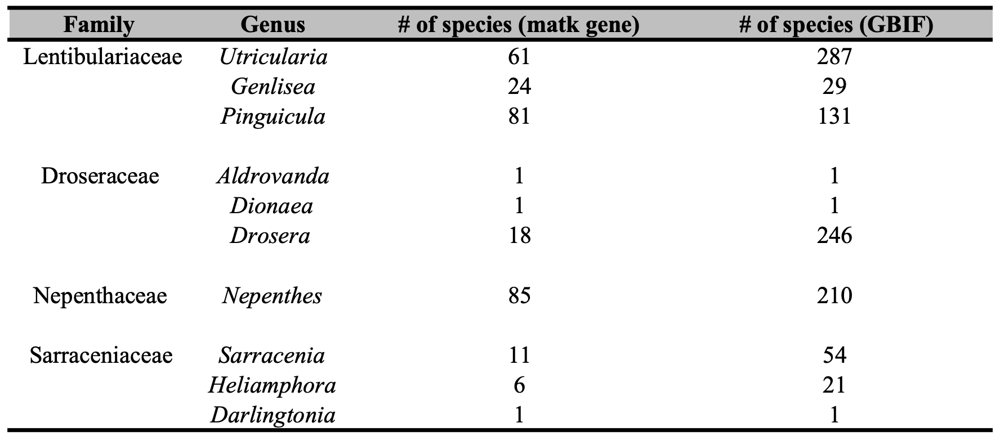 Family Genus # of species (matk gene) # of species (GBIF)
Lentibulariaceae Utricularia 61 287
Genlisea 24 29
Pinguicula 81 131
Droseraceae Aldrovanda 1 1
Dionaea 1 1
Drosera 18 246
Nepenthaceae Nepenthes 85 210
Sarraceniaceae Sarracenia 11 54
Heliamphora 6 21
Darlingtonia 1 1